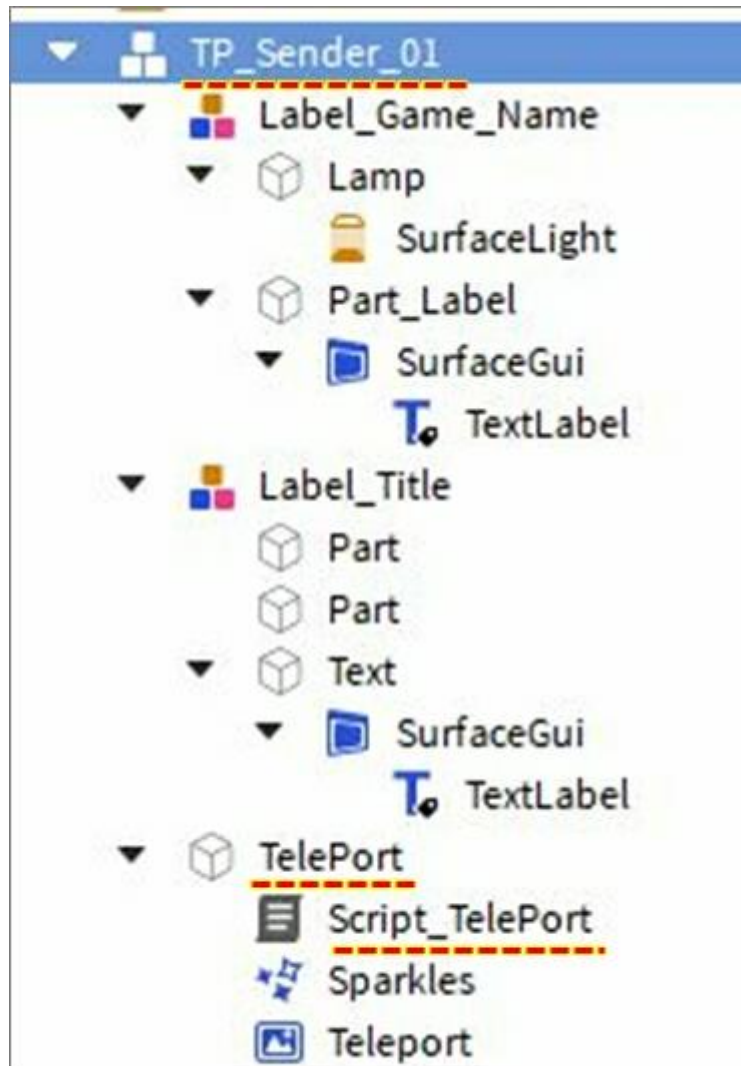 TP_Sender_01
Label_Game_Name
Lamp
SurfaceLight
Part_Label
SurfaceGui
TextLabel
Label_Title
Part
Part
Text
SurfaceGui
TextLabel
TelePort
Script_TelePort
Sparkles
Teleport